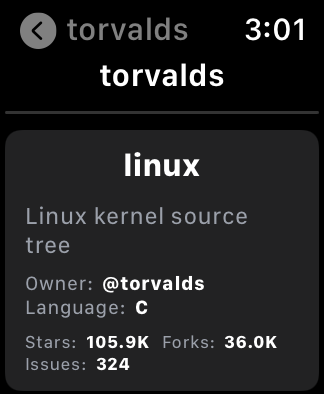 torvalds 3:01
torvalds
linux
Linux kernel source
tree
Owner: @torvalds
Language: C
Stars: 105.9K Forks: 36.0K
Issues: 324